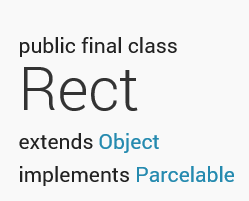 public final class
Rect
extends Object
implements Parcelable